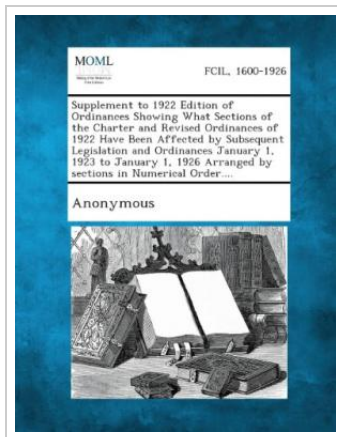 MOML
FCIL, 1600-1926
Supplement to 1922 Edition of
Ordinances Showing What Sections of
the Charter and Revised Ordinances of
1922 Have Been Affected by Subsequent
Legislation and Ordinances January 1,
1923 to January 1, 1926 Arranged by
sections in Numerical Order....
Anonymous